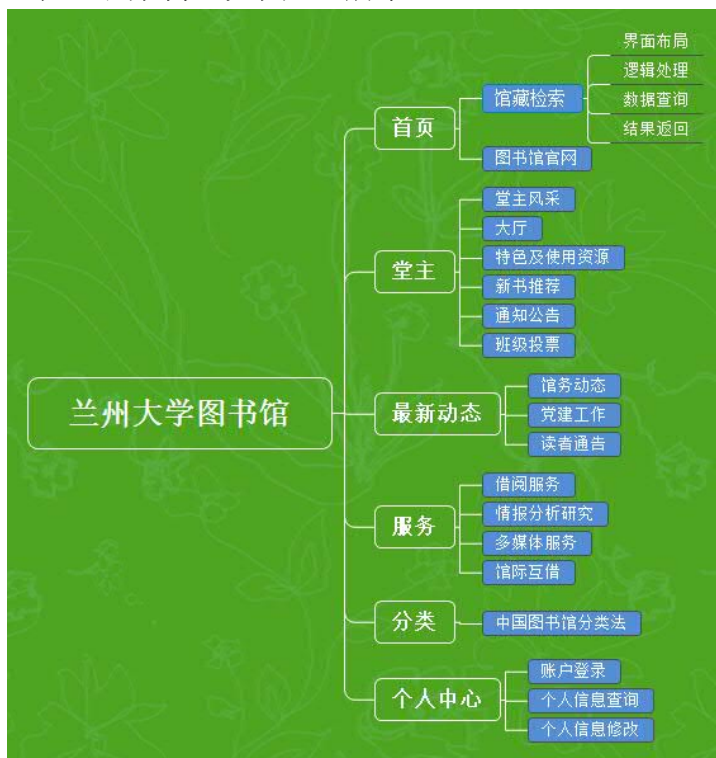 界面布局
逻辑处理
馆藏检索
数据查询
首页
结果返回
图书馆官网
堂主风采
大厅
特色及使用资源
堂主
新书推荐
通知公告
班级投票
馆务动态
兰州大学图书馆
最新动态
党建工作
读者通告
借阅服务
情报分析研究
服务
多媒体服务
馆际互借
分类
中国图书馆分类法
账户登录
个人中心
个人信息查询
个人信息修改